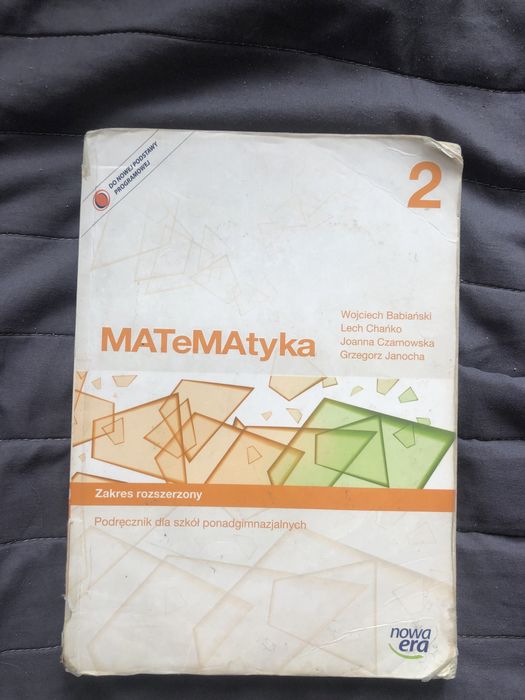 DO NOWEJ PODSTAWY
PROGRAMOWEJ
2
Wojciech Babiański
Lech Chańko
Joanna Czarnowska
Grzegorz Janocha
MATeMAtyka
Zakres rozszerzony
Podręcznik dla szkół ponadgimnazjalnych
nowa
era